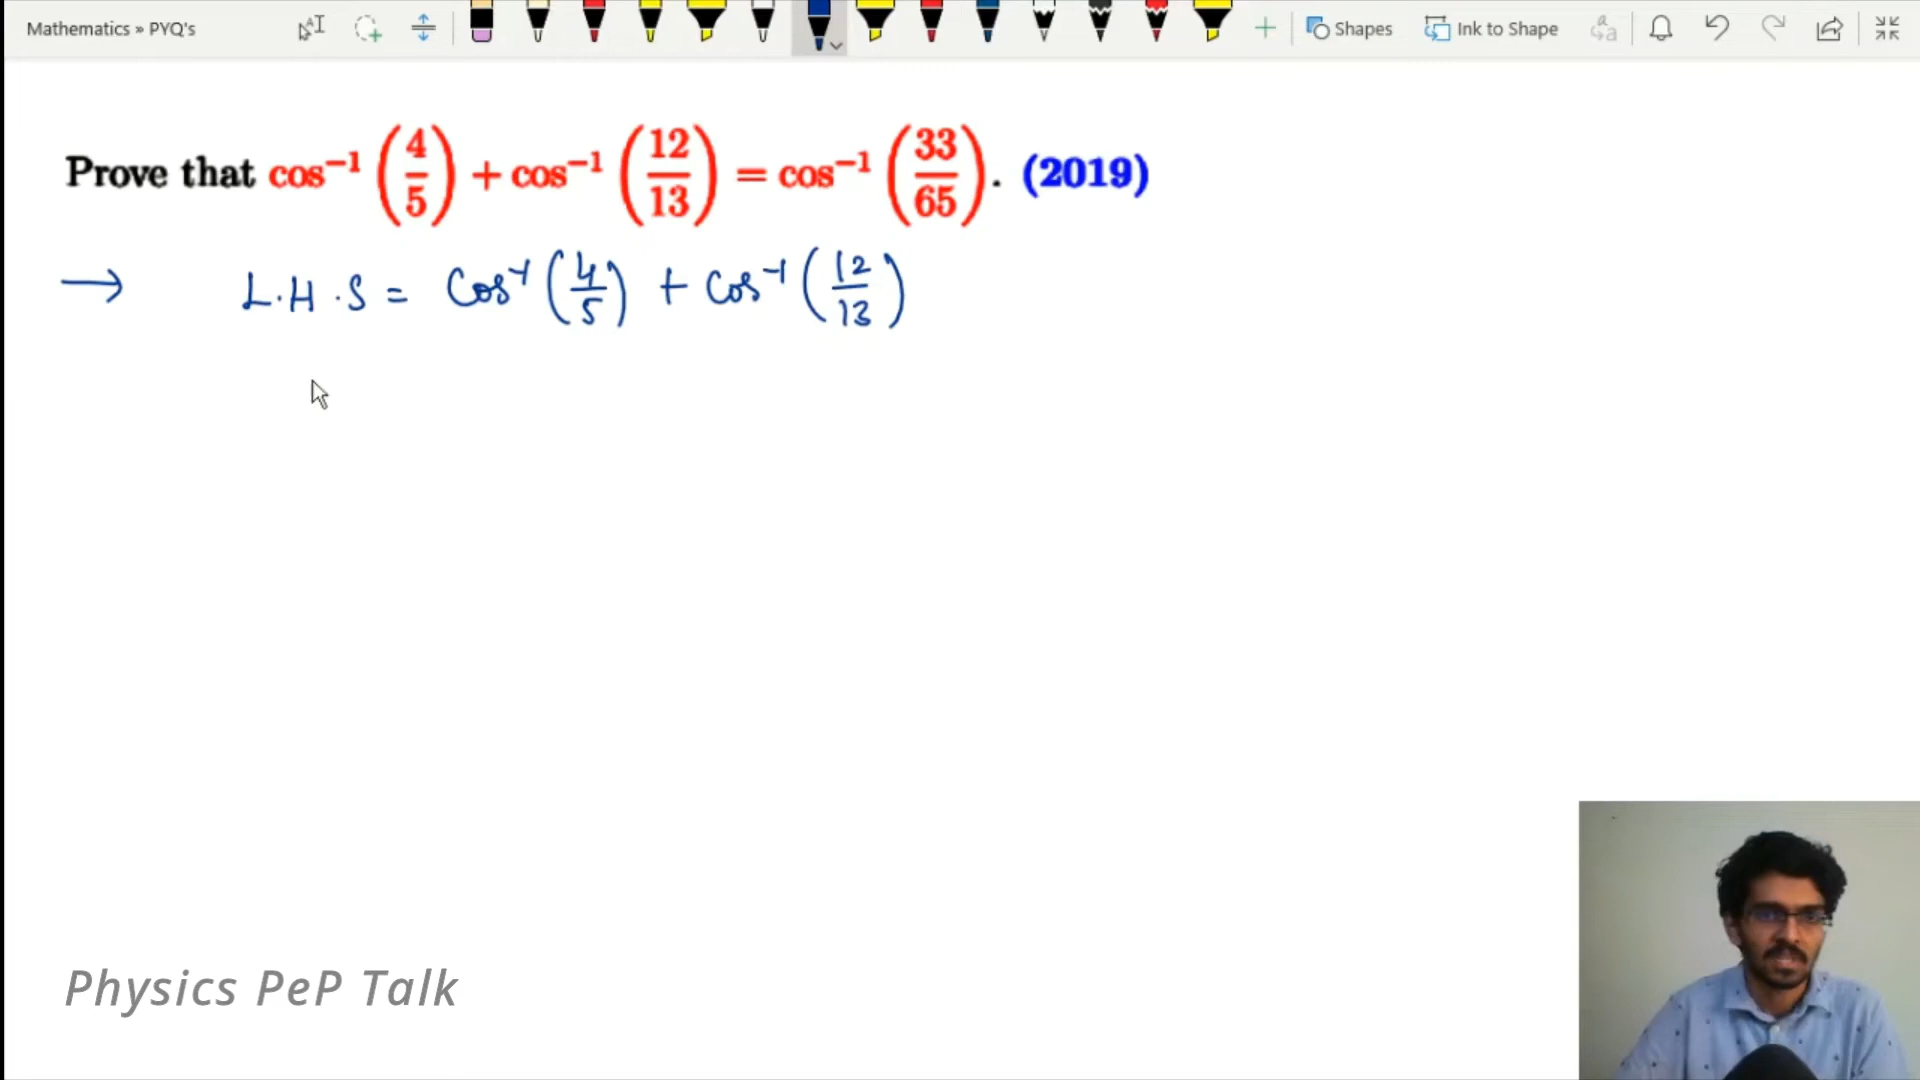 Mathematics » PYQ's
Shapes
Ink to Shape
Prove that cos⁻¹ (4/5) + cos⁻¹ (12/13) = cos⁻¹ (33/65). (2019)
→ L.H.S = Cos⁻¹ (4/5) + Cos⁻¹ (12/13)
Physics PeP Talk